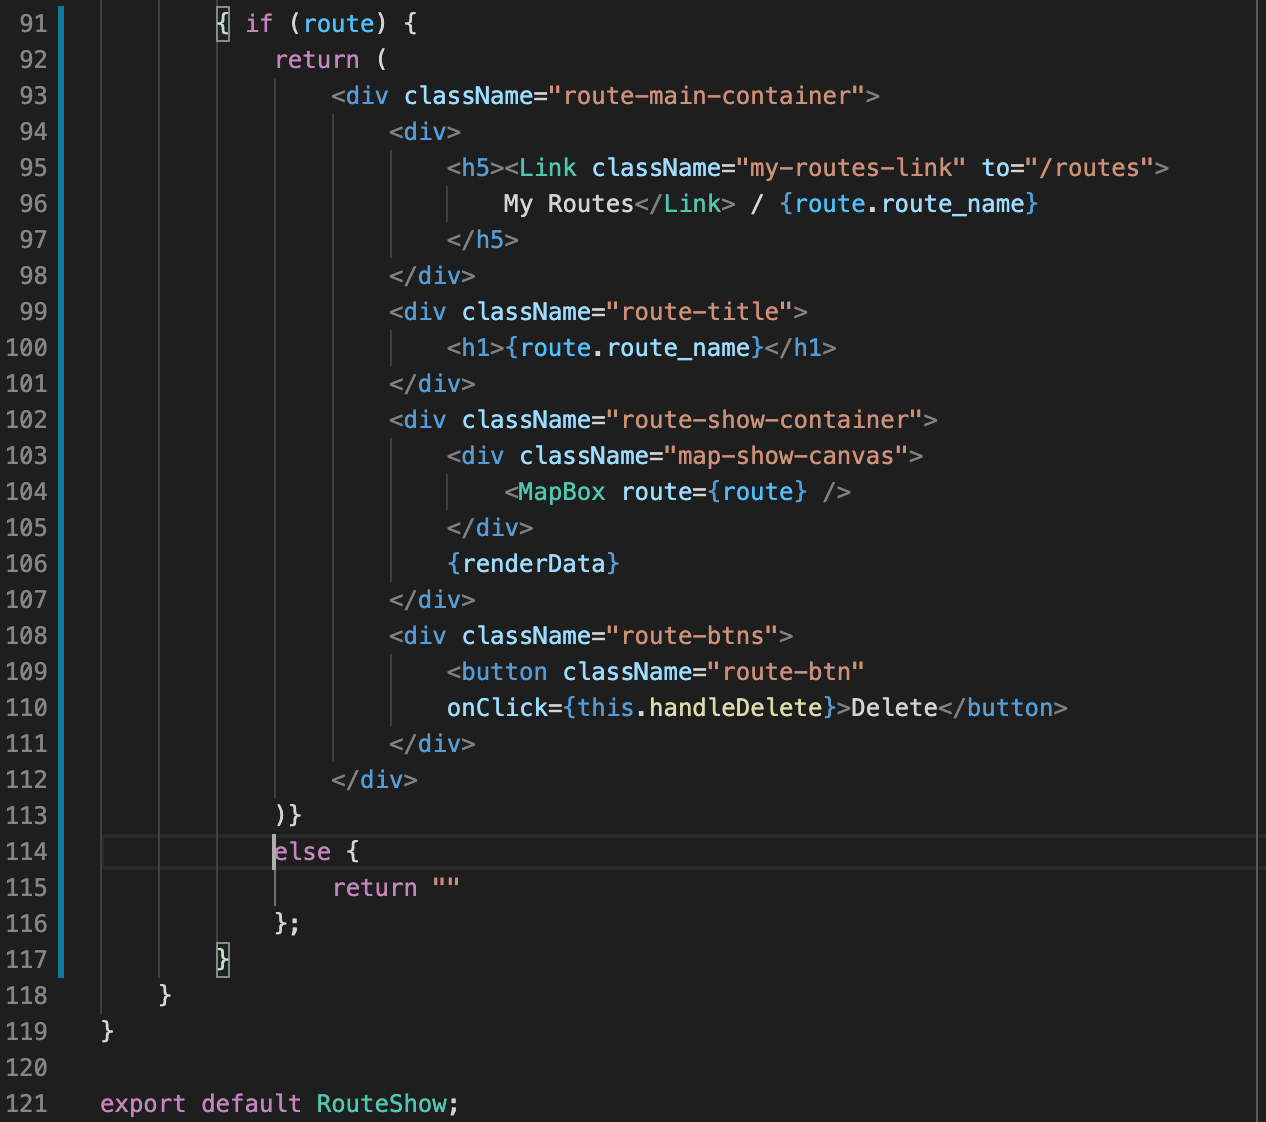 91 { if (route) {
92 return (
93 <div className="route-main-container">
94 <div>
95 <h5><Link className="my-routes-link" to="/routes">
96 My Routes</Link> / {route.route_name}
97 </h5>
98 </div>
99 <div className="route-title">
100 <h1>{route.route_name}</h1>
101 </div>
102 <div className="route-show-container">
103 <div className="map-show-canvas">
104 <MapBox route={route} />
105 </div>
106 {renderData}
107 </div>
108 <div className="route-btns">
109 <button className="route-btn"
110 onClick={this.handleDelete}>Delete</button>
111 </div>
112 </div>
113 )}
114 else {
115 return ""
116 };
117 }
118 }
119 }
120
121 export default RouteShow;